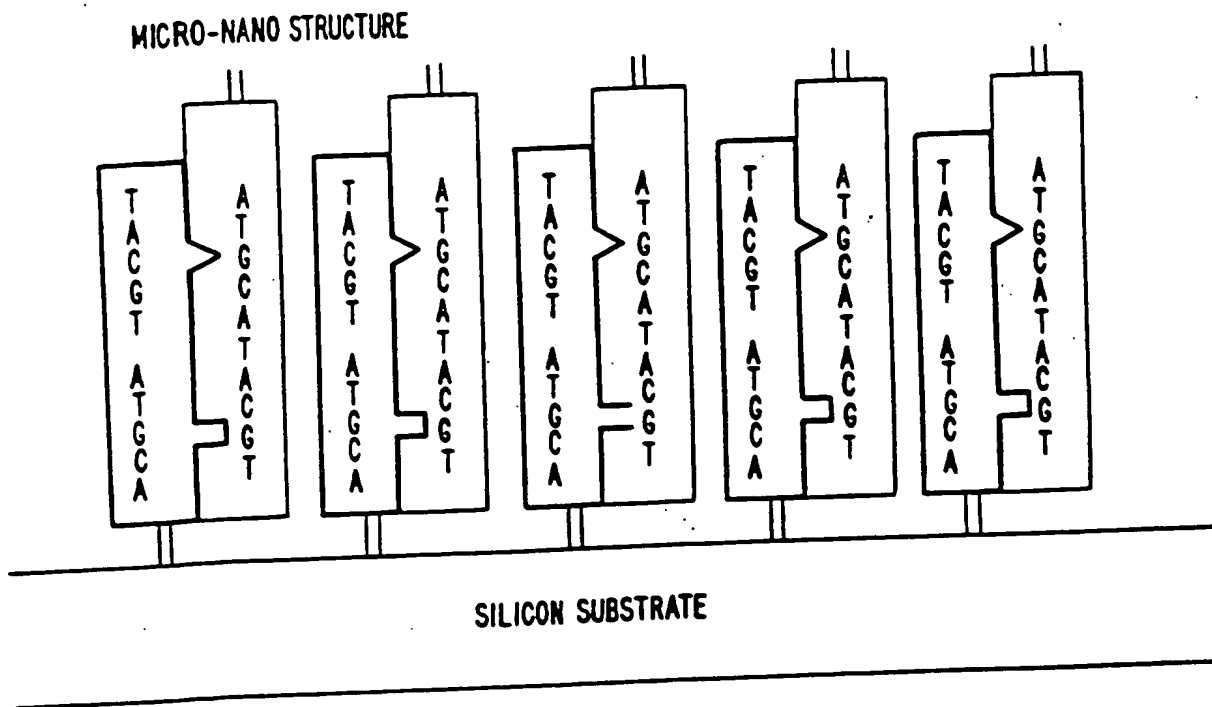 MICRO-NANO STRUCTURE
TACGT ATGCA
ATGCATACGT
TACGT ATGCA
ATGCATACGT
TACGT ATGCA
ATGCATACGT
TACGT ATGCA
ATGCATACGT
TACGT ATGCA
ATGCATACGT
SILICON SUBSTRATE